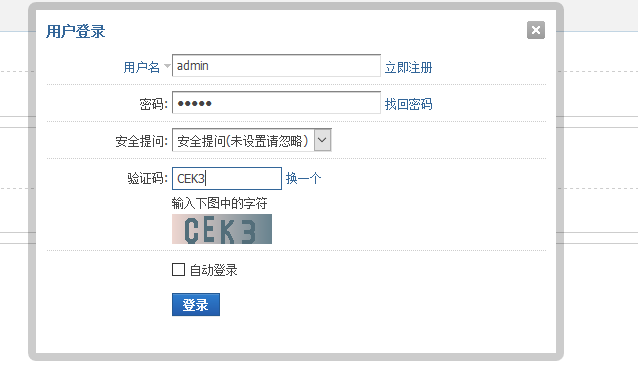 用户登录
用户名 admin 立即注册
密码: ●●●●● 找回密码
安全提问: 安全提问(未设置请忽略)
验证码: CEK3 换一个
输入下图中的字符
CEK3
自动登录
登录